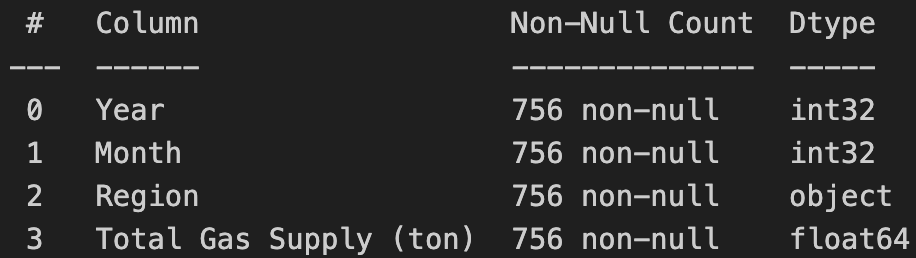 #   Column                  Non-Null Count  Dtype
---  ------                  --------------  -----
0   Year                    756 non-null    int32
1   Month                   756 non-null    int32
2   Region                  756 non-null    object
3   Total Gas Supply (ton)  756 non-null    float64